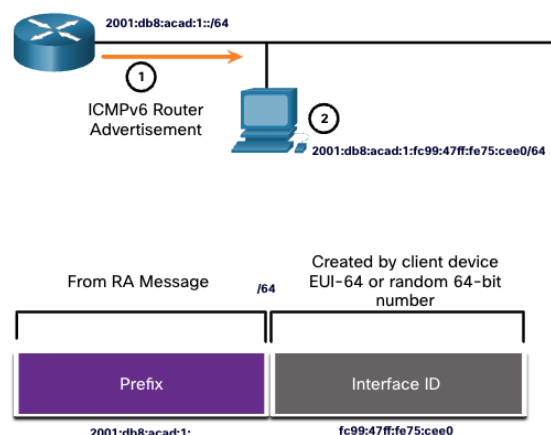 2001:db8:acad:1::/64
1
ICMPv6 Router
Advertisement
2
2001:db8:acad:1:fc99:47ff:fe75:cee0/64
From RA Message
/64
Created by client device
EUI-64 or random 64-bit
number
Prefix
Interface ID
2001:db8:acad:1:
fc99:47ff:fe75:cee0